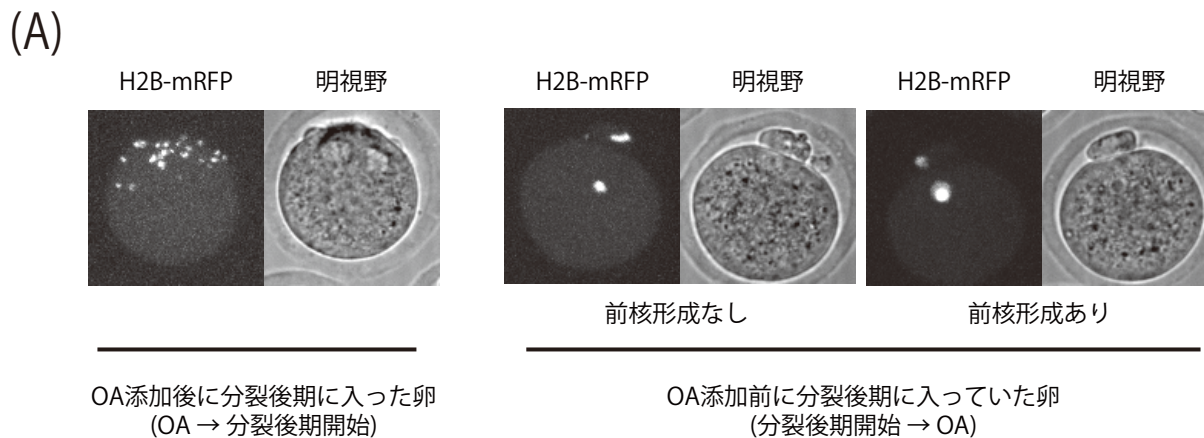 (A)
H2B-mRFP 明視野 H2B-mRFP 明視野 H2B-mRFP 明視野
前核形成なし 前核形成あり
OA添加後に分裂後期に入った卵
(OA → 分裂後期開始)
OA添加前に分裂後期に入っていた卵
(分裂後期開始 → OA)